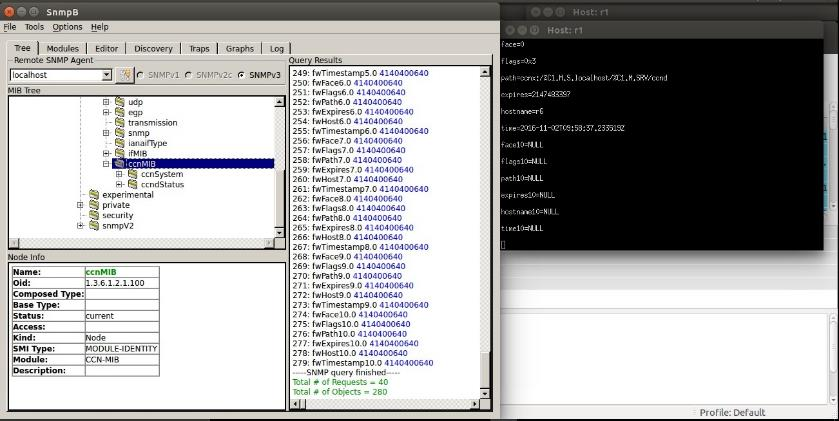 SnmpB
File Tools Options Help
Tree Modules Editor Discovery Traps Graphs Log
Remote SNMP Agent
localhost
SNMPv1 SNMPv2c SNMPv3
MIB Tree
udp
egp
transmission
snmp
ianaifType
ifMIB
ccnMIB
ccnSystem
ccndStatus
experimental
private
security
snmpV2
Node Info
Name: ccnMIB
Oid: 1.3.6.1.2.1.100
Composed Type:
Base Type:
Status: current
Access:
Kind: Node
SMI Type: MODULE-IDENTITY
Module: CCN-MIB
Description:
Query Results
249: fwTimestamp5.0 4140400640
250: fwFace6.0 4140400640
251: fwFlags6.0 4140400640
252: fwPath6.0 4140400640
253: fwExpires6.0 4140400640
254: fwHost6.0 4140400640
255: fwTimestamp6.0 4140400640
256: fwFace7.0 4140400640
257: fwFlags7.0 4140400640
258: fwPath7.0 4140400640
259: fwExpires7.0 4140400640
260: fwHost7.0 4140400640
261: fwTimestamp7.0 4140400640
262: fwFace8.0 4140400640
263: fwFlags8.0 4140400640
264: fwPath8.0 4140400640
265: fwExpires8.0 4140400640
266: fwHost8.0 4140400640
267: fwTimestamp8.0 4140400640
268: fwFace9.0 4140400640
269: fwFlags9.0 4140400640
270: fwPath9.0 4140400640
271: fwExpires9.0 4140400640
272: fwHost9.0 4140400640
273: fwTimestamp9.0 4140400640
274: fwFace10.0 4140400640
275: fwFlags10.0 4140400640
276: fwPath10.0 4140400640
277: fwExpires10.0 4140400640
278: fwHost10.0 4140400640
279: fwTimestamp10.0 4140400640
-----SNMP query finished-----
Total # of Requests = 40
Total # of Objects = 280
Host: r1
Host: r1
face=0
flags=0x3
path=ccnx:/%C1.M.S.localhost/%C1.M.SRV/ccnd
expires=2147493397
hostname=r6
time=2016-11-02T09:58:37.233519Z
face10=NULL
flags10=NULL
path10=NULL
expires10=NULL
hostname10=NULL
time10=NULL
Profile: Default